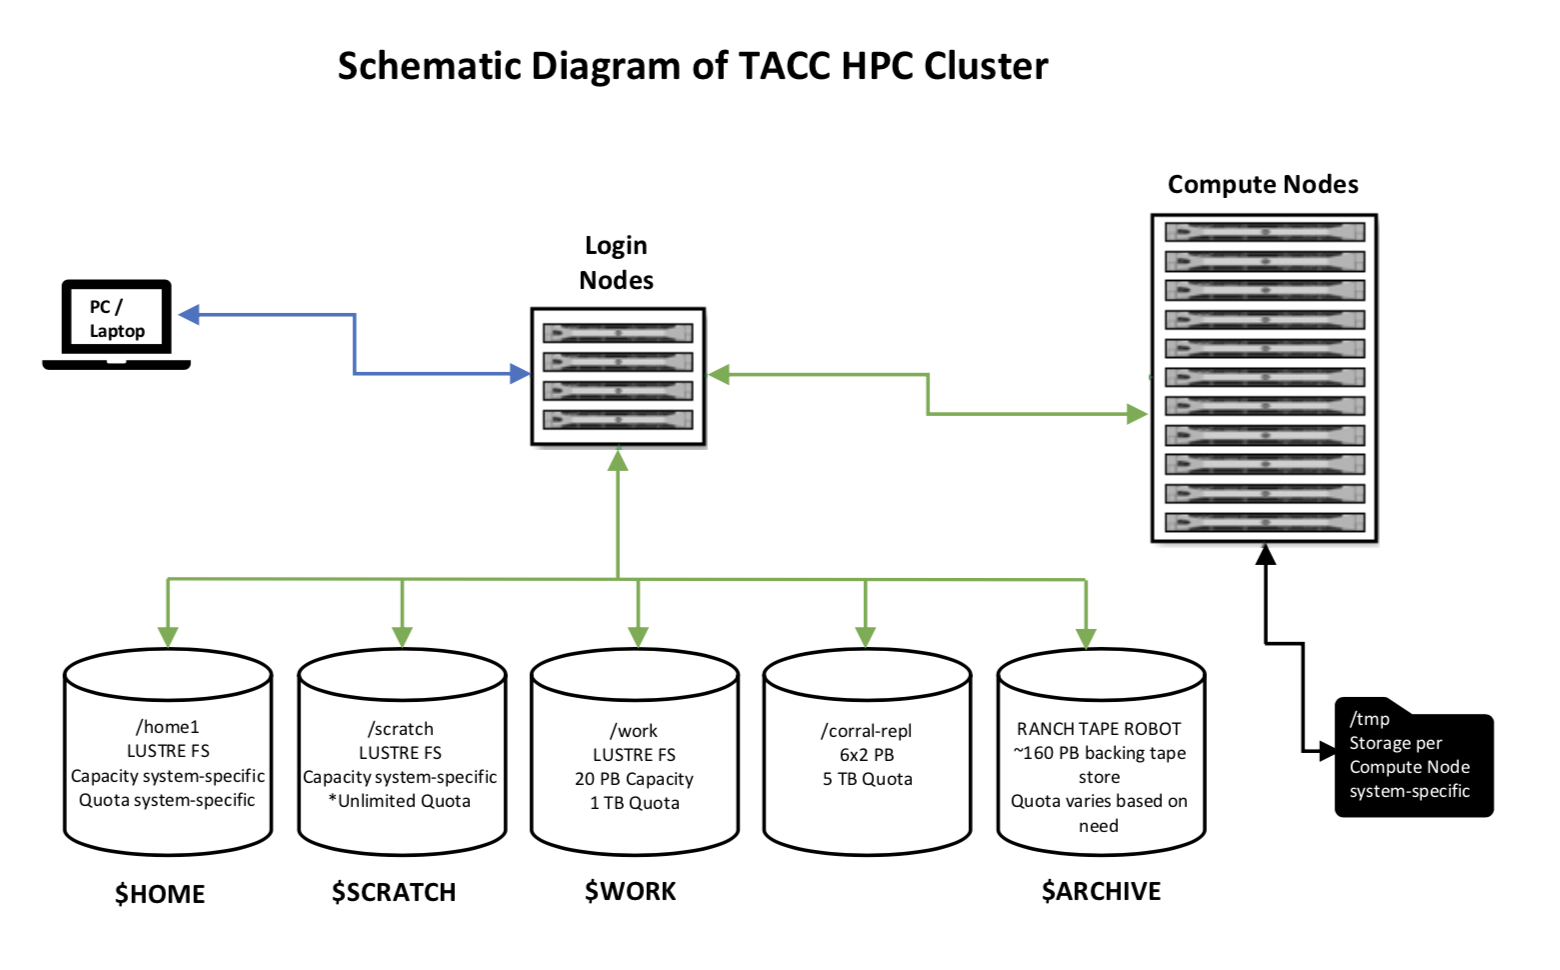 Schematic Diagram of TACC HPC Cluster
Compute Nodes
Login
Nodes
PC /
Laptop
/home1
LUSTRE FS
Capacity system-specific
Quota system-specific
/scratch
LUSTRE FS
Capacity system-specific
*Unlimited Quota
/work
LUSTRE FS
20 PB Capacity
1 TB Quota
/corral-repl
6x2 PB
5 TB Quota
RANCH TAPE ROBOT
~160 PB backing tape
store
Quota varies based on
need
/tmp
Storage per
Compute Node
system-specific
$HOME
$SCRATCH
$WORK
$ARCHIVE